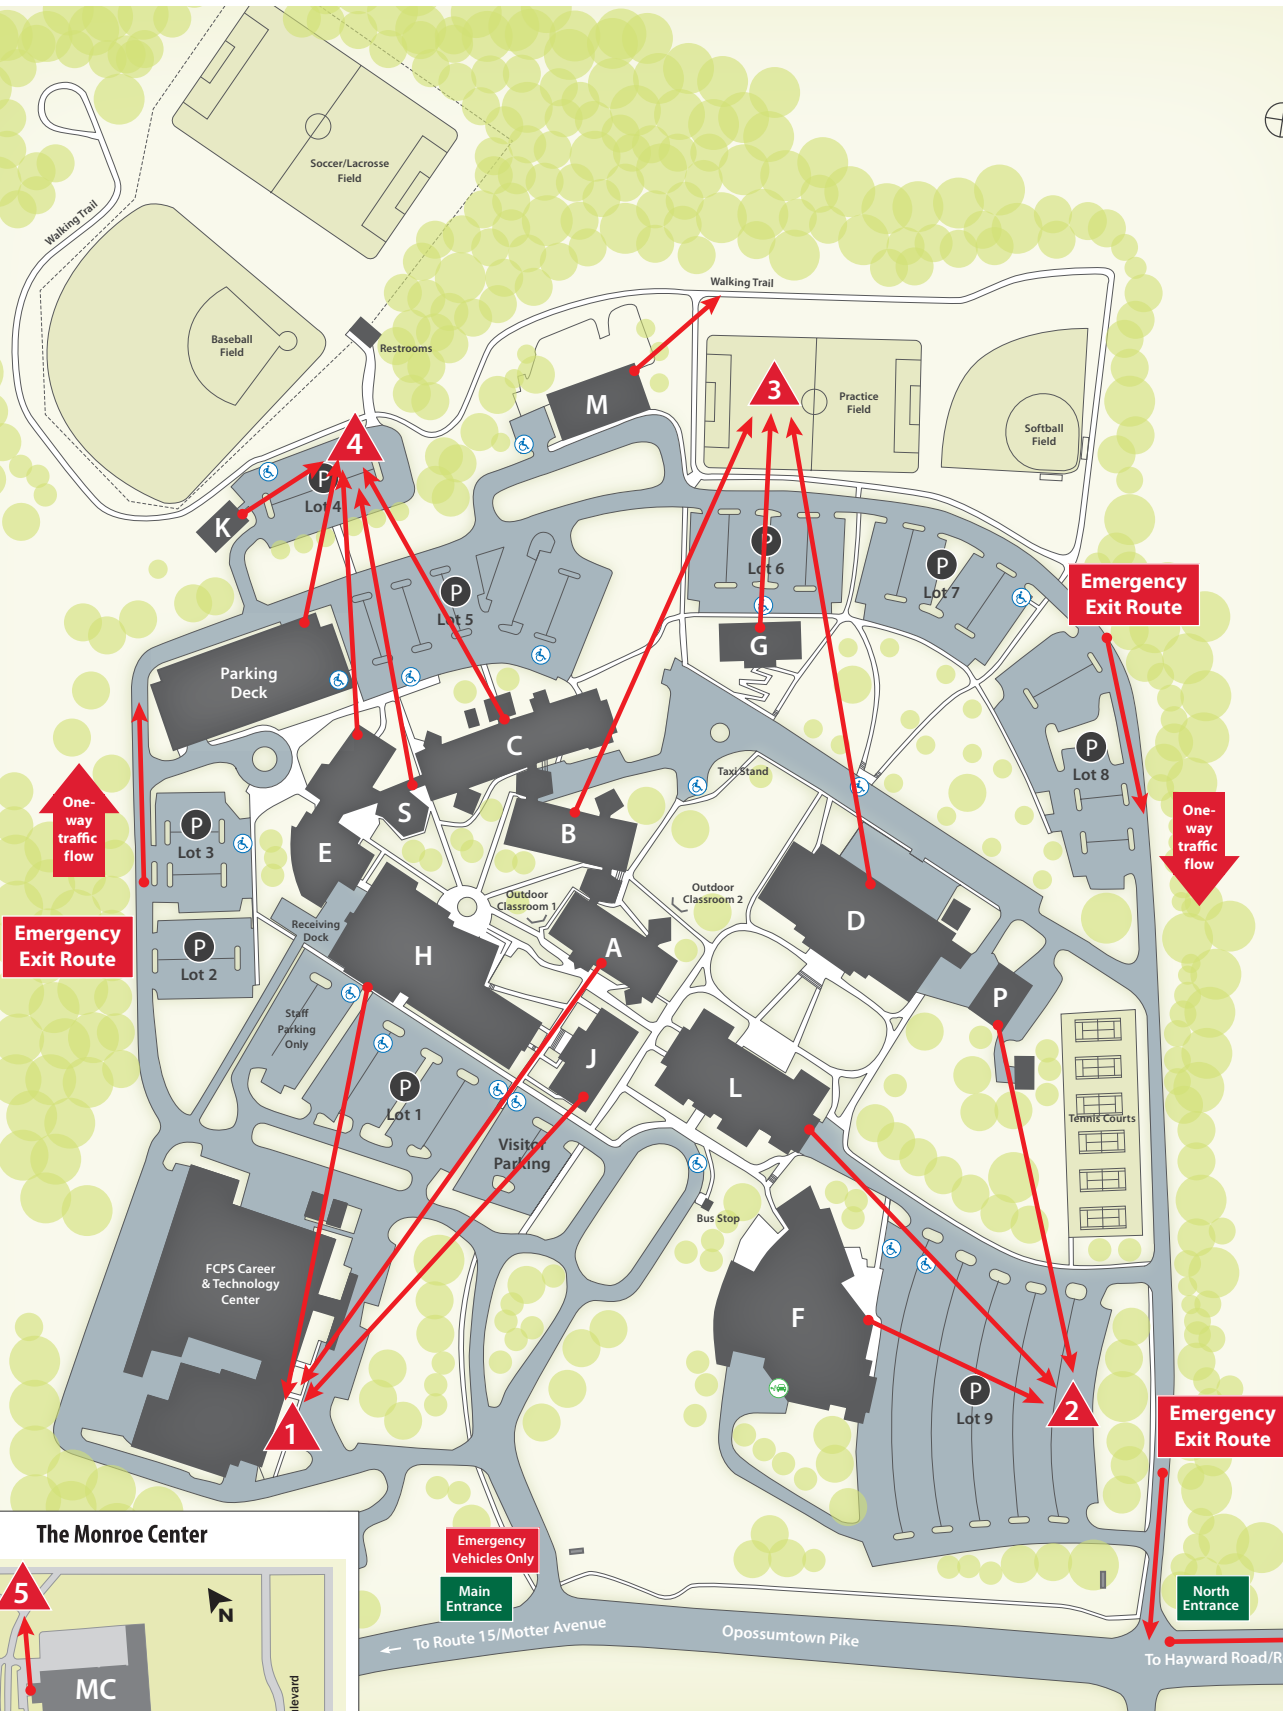 Soccer/Lacrosse
Field
Walking Trail
Walking Trail
Baseball
Field
Restrooms
M
3
Practice
Field
Softball
Field
4
P
Lot 4
K
P
Lot 6
P
Lot 7
P
Lot 5
Emergency
Exit Route
G
Parking
Deck
C
P
Lot 8
Taxi Stand
One-
way
traffic
flow
One-
way
traffic
flow
P
Lot 3
S
B
E
Outdoor
Classroom 1
Outdoor
Classroom 2
D
Emergency
Exit Route
Receiving
Dock
P
Lot 2
H
A
P
Staff
Parking
Only
J
L
P
Lot 1
Tennis Courts
Visitor
Parking
Bus Stop
FCPS Career
& Technology
Center
F
P
Lot 9
2
1
Emergency
Exit Route
The Monroe Center
5
N
MC
levard
Emergency
Vehicles Only
Main
Entrance
North
Entrance
← To Route 15/Motter Avenue
Opossumtown Pike
To Hayward Road/R